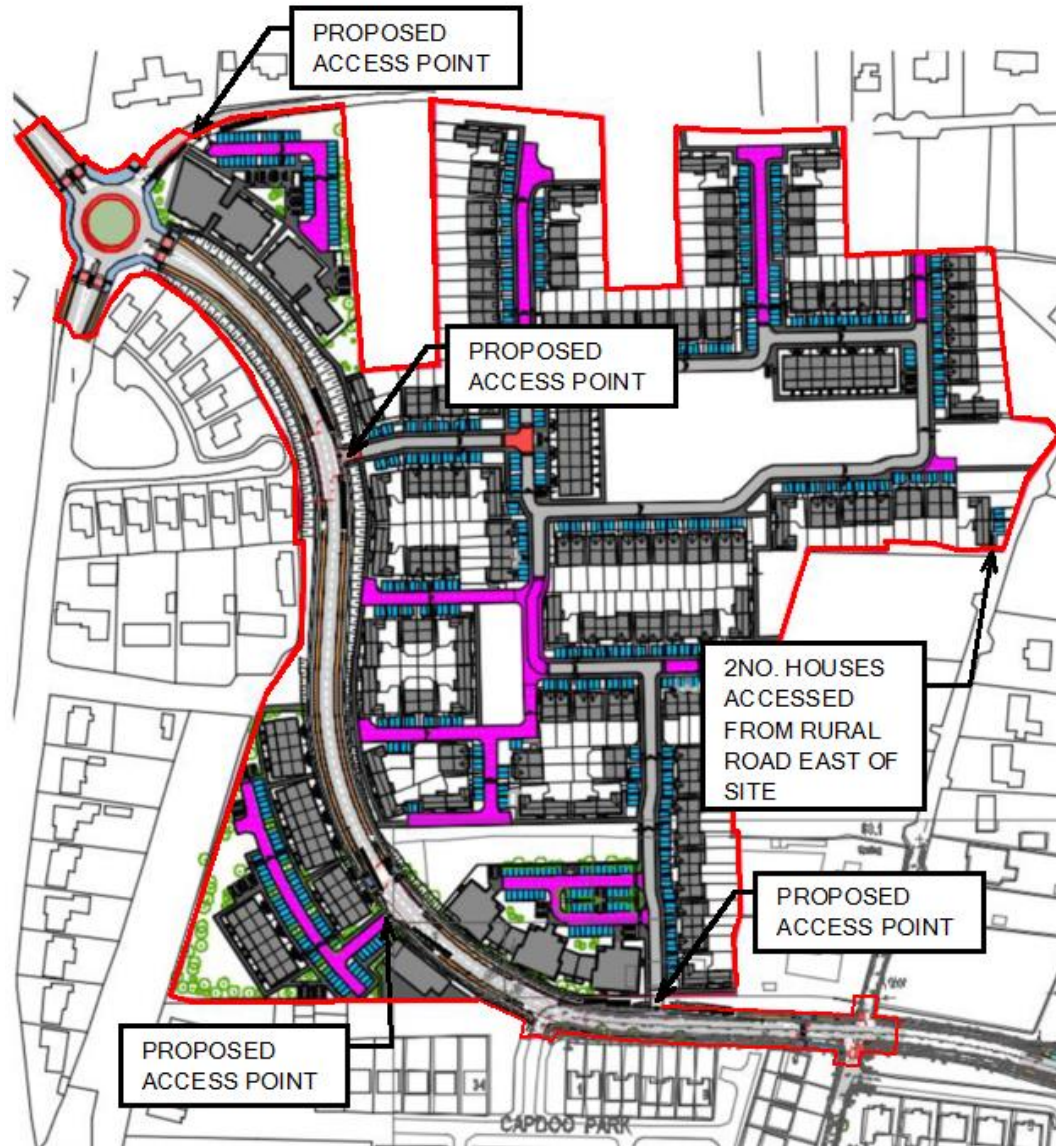 PROPOSED
ACCESS POINT
PROPOSED
ACCESS POINT
2NO. HOUSES
ACCESSED
FROM RURAL
ROAD EAST OF
SITE
PROPOSED
ACCESS POINT
PROPOSED
ACCESS POINT
34
CAPDOO PARK